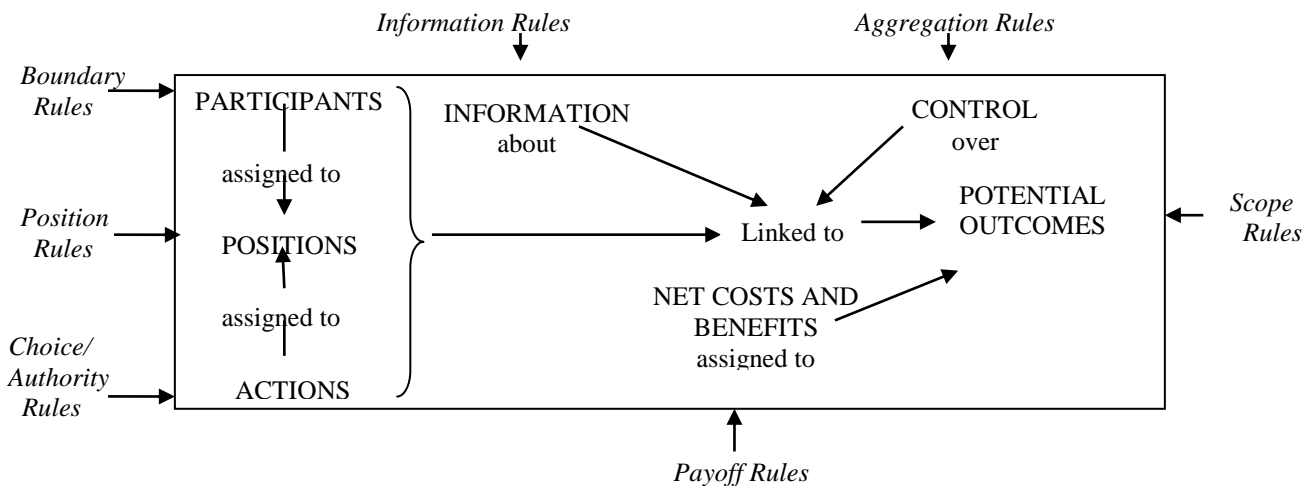 Information Rules
Aggregation Rules
Boundary
Rules
PARTICIPANTS
assigned to
Position
Rules
POSITIONS
assigned to
Choice/
Authority
Rules
ACTIONS
INFORMATION
about
CONTROL
over
Linked to
POTENTIAL
OUTCOMES
NET COSTS AND
BENEFITS
assigned to
Scope
Rules
Payoff Rules